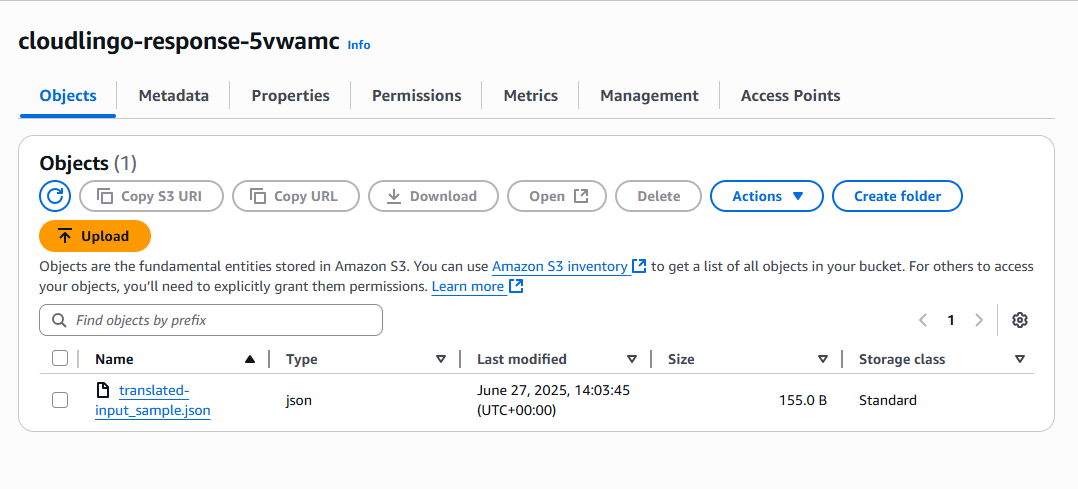 cloudlingo-response-5vwamc Info
Objects Metadata Properties Permissions Metrics Management Access Points
Objects (1)
Copy S3 URI Copy URL Download Open Delete Actions Create folder
Upload
Objects are the fundamental entities stored in Amazon S3. You can use Amazon S3 inventory to get a list of all objects in your bucket. For others to access
your objects, you’ll need to explicitly grant them permissions. Learn more
Find objects by prefix 1
Name Type Last modified Size Storage class
translated-
input_sample.json json June 27, 2025, 14:03:45
(UTC+00:00) 155.0 B Standard